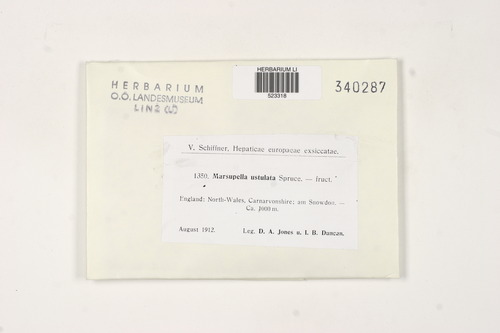 HERBARIUM
O.Ö. LANDESMUSEUM
LINZ (LI)
HERBARIUM LI
523318
340287
V. Schiffner, Hepaticae europaeae exsiccatae.
1350. Marsupella ustulata Spruce. — fruct.
England: North-Wales, Carnarvonshire; am Snowdon. —
Ca. 1000 m.
August 1912.
Leg. D. A. Jones u. J. B. Duncan.